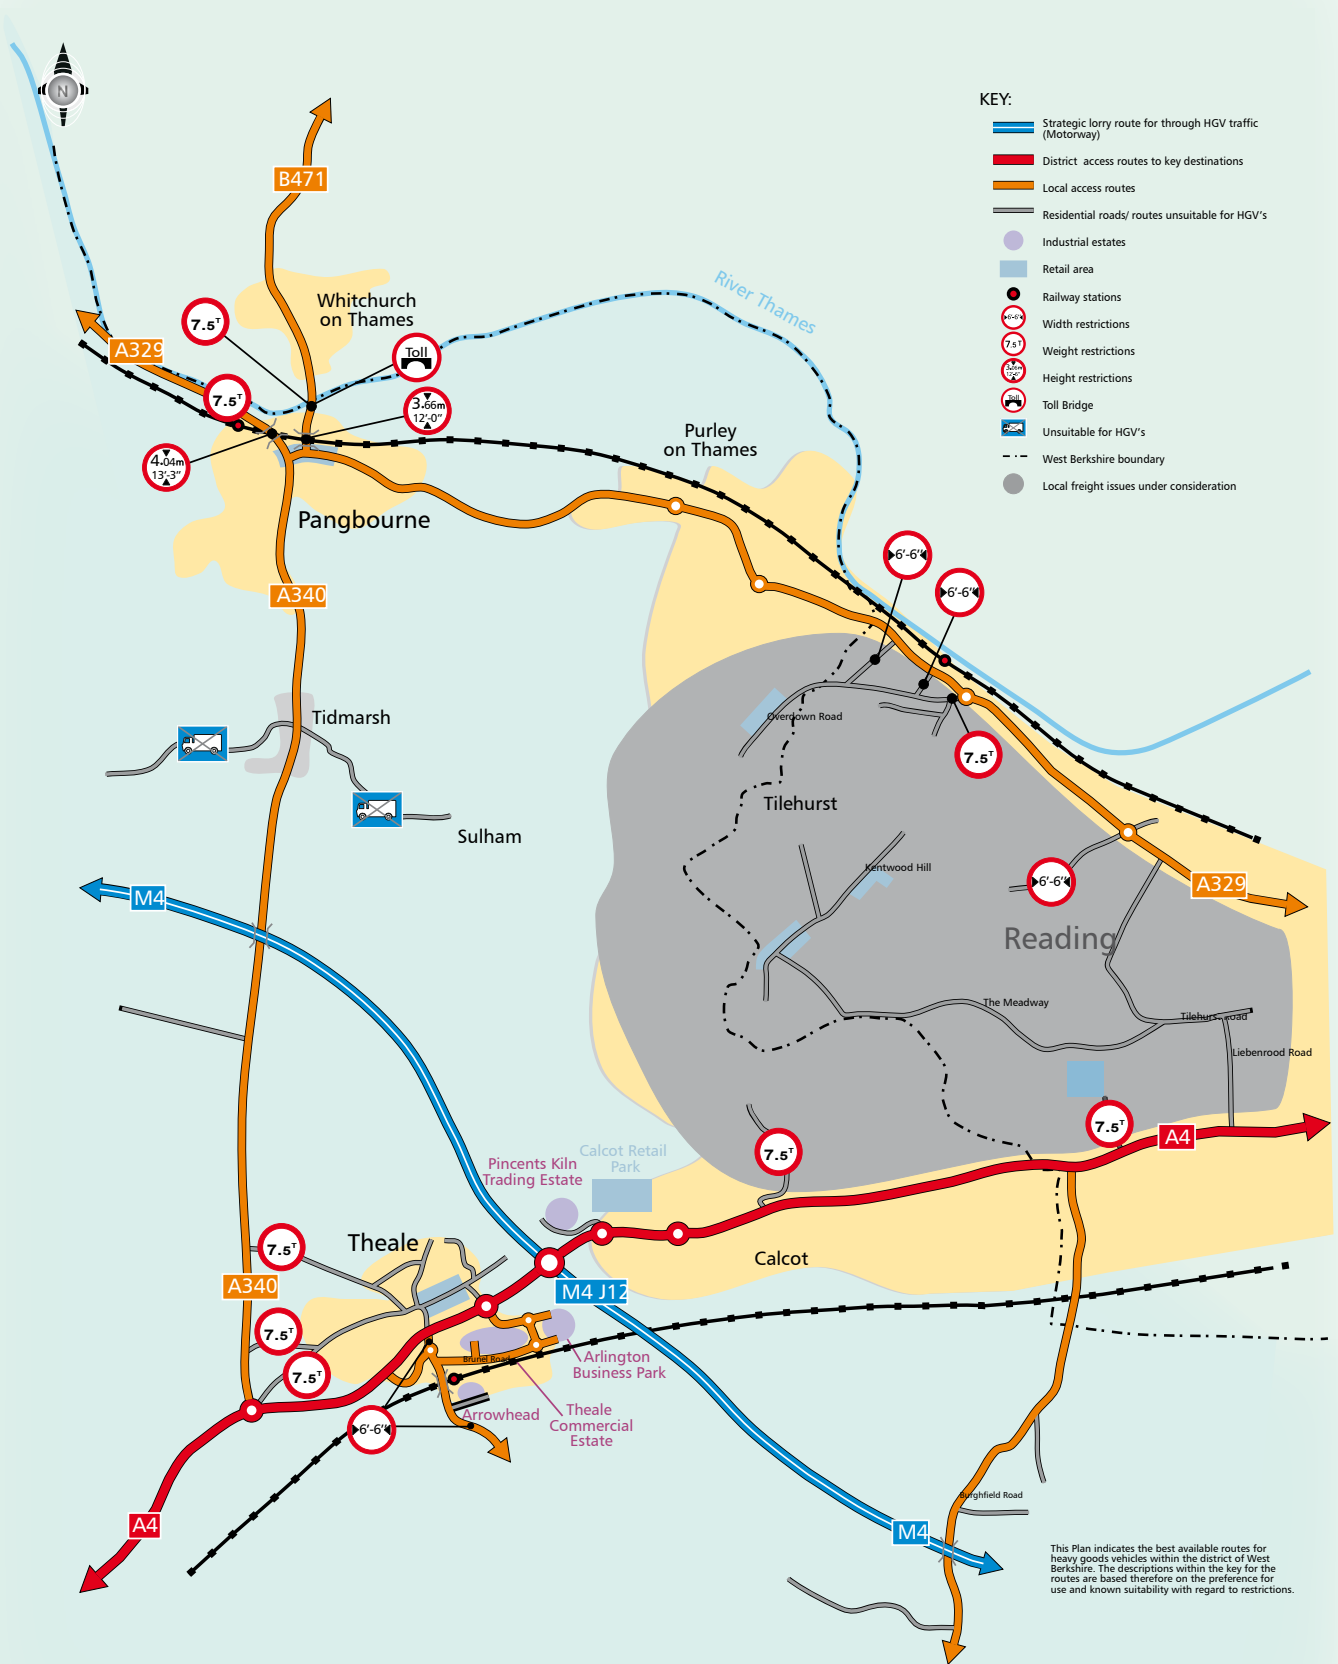 N
KEY:
Strategic lorry route for through HGV traffic
(Motorway)
District access routes to key destinations
Local access routes
Residential roads/ routes unsuitable for HGV's
Industrial estates
Retail area
Railway stations
6'-6"
Width restrictions
7.5T
Weight restrictions
Height restrictions
Toll
Toll Bridge
Unsuitable for HGV's
West Berkshire boundary
Local freight issues under consideration
B471
Whitchurch
on Thames
River Thames
7.5T
A329
Toll
7.5T
3.66m
12'-0"
4.04m
13'-3"
Purley
on Thames
Pangbourne
6'-6"
6'-6"
A340
Tidmarsh
Overdown Road
7.5T
Tilehurst
Sulham
Kentwood Hill
6'-6"
A329
M4
Reading
The Meadway
Liebenrood Road
7.5T
A4
7.5T
Calcot Retail
Park
Pincents Kiln
Trading Estate
Theale
7.5T
Calcot
A340
M4 J12
7.5T
Brunel Road
Arlington
Business Park
7.5T
Arrowhead
Theale
Commercial
Estate
6'-6"
Burghfield Road
A4
M4
This Plan indicates the best available routes for
heavy goods vehicles within the district of West
Berkshire. The descriptions within the key for the
routes are based therefore on the preference for
use and known suitability with regard to restrictions.